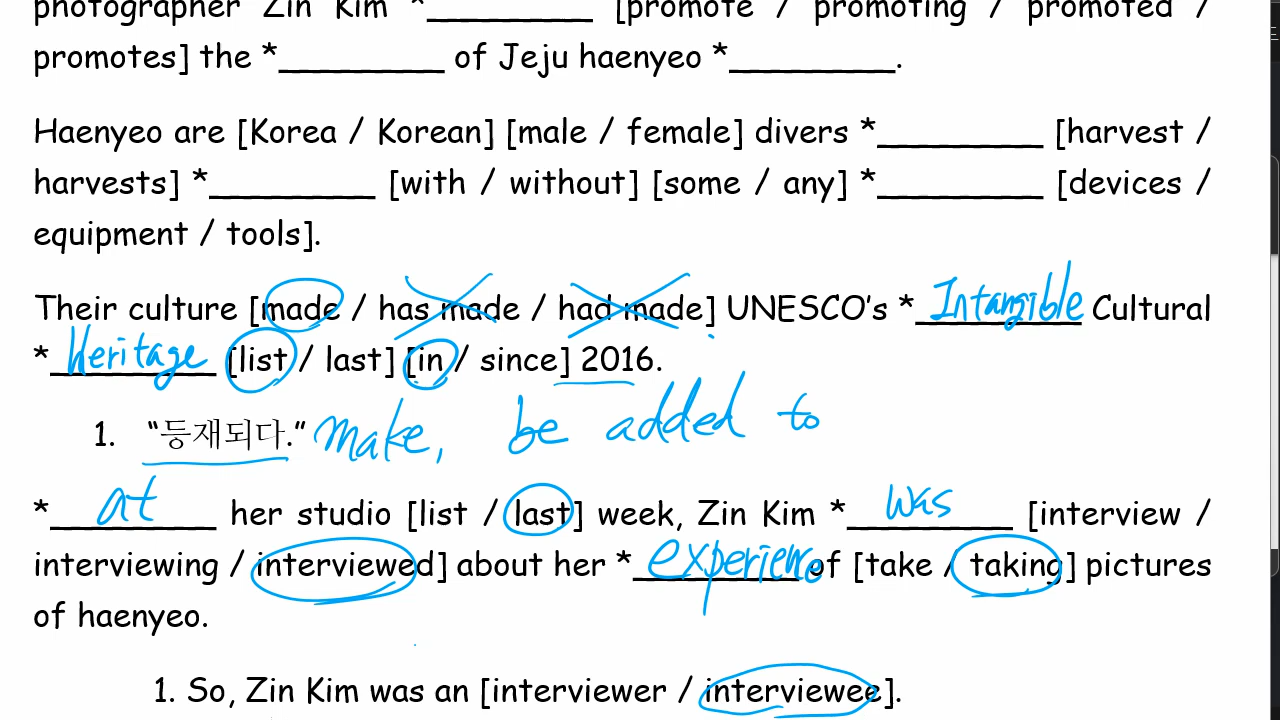 photographer Zin Kim *________ [promote / promoting / promoted /
promotes] the *________ of Jeju haenyeo *________.
Haenyeo are [Korea / Korean] [male / female] divers *________ [harvest /
harvests] *________ [with / without] [some / any] *________ [devices /
equipment / tools].
Their culture [made / has made / had made] UNESCO’s * Intangible Cultural
* Heritage [list / last] [in / since] 2016.
1. “등재되다.” make, be added to
* at her studio [list / last] week, Zin Kim * was [interview /
interviewing / interviewed] about her * experienc of [take / taking] pictures
of haenyeo.
1. So, Zin Kim was an [interviewer / interviewee].